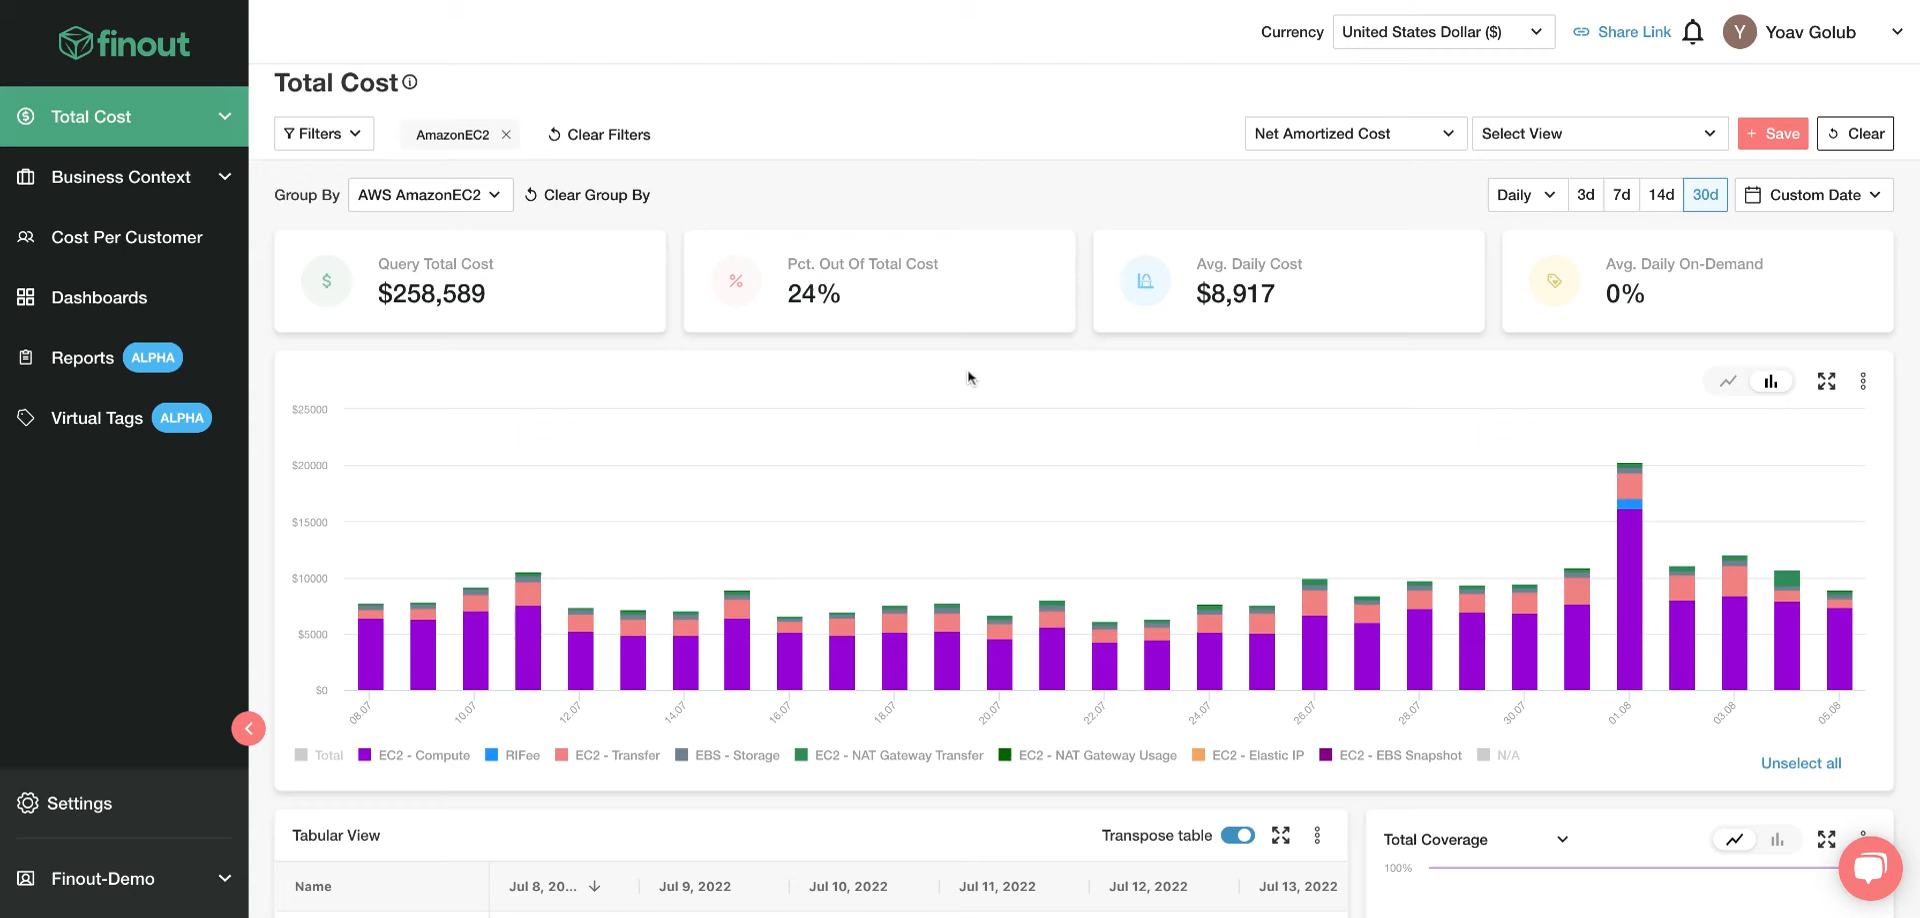 finout
Currency
United States Dollar ($)
Share Link
Y
Yoav Golub
Total Cost
Total Cost
Business Context
Cost Per Customer
Dashboards
Reports ALPHA
Virtual Tags ALPHA
Settings
Finout-Demo
Filters
AmazonEC2
Clear Filters
Net Amortized Cost
Select View
+ Save
Clear
Group By
AWS AmazonEC2
Clear Group By
Daily
3d
7d
14d
30d
Custom Date
$
Query Total Cost
$258,589
%
Pct. Out Of Total Cost
24%
Avg. Daily Cost
$8,917
Avg. Daily On-Demand
0%
$25000
$20000
$15000
$10000
$5000
$0
08.07
10.07
12.07
14.07
16.07
18.07
20.07
22.07
24.07
26.07
28.07
30.07
01.08
03.08
05.08
Total
EC2 - Compute
RIFee
EC2 - Transfer
EBS - Storage
EC2 - NAT Gateway Transfer
EC2 - NAT Gateway Usage
EC2 - Elastic IP
EC2 - EBS Snapshot
N/A
Unselect all
Tabular View
Transpose table
Name
Jul 8, 20...
Jul 9, 2022
Jul 10, 2022
Jul 11, 2022
Jul 12, 2022
Jul 13, 2022
Total Coverage
100%